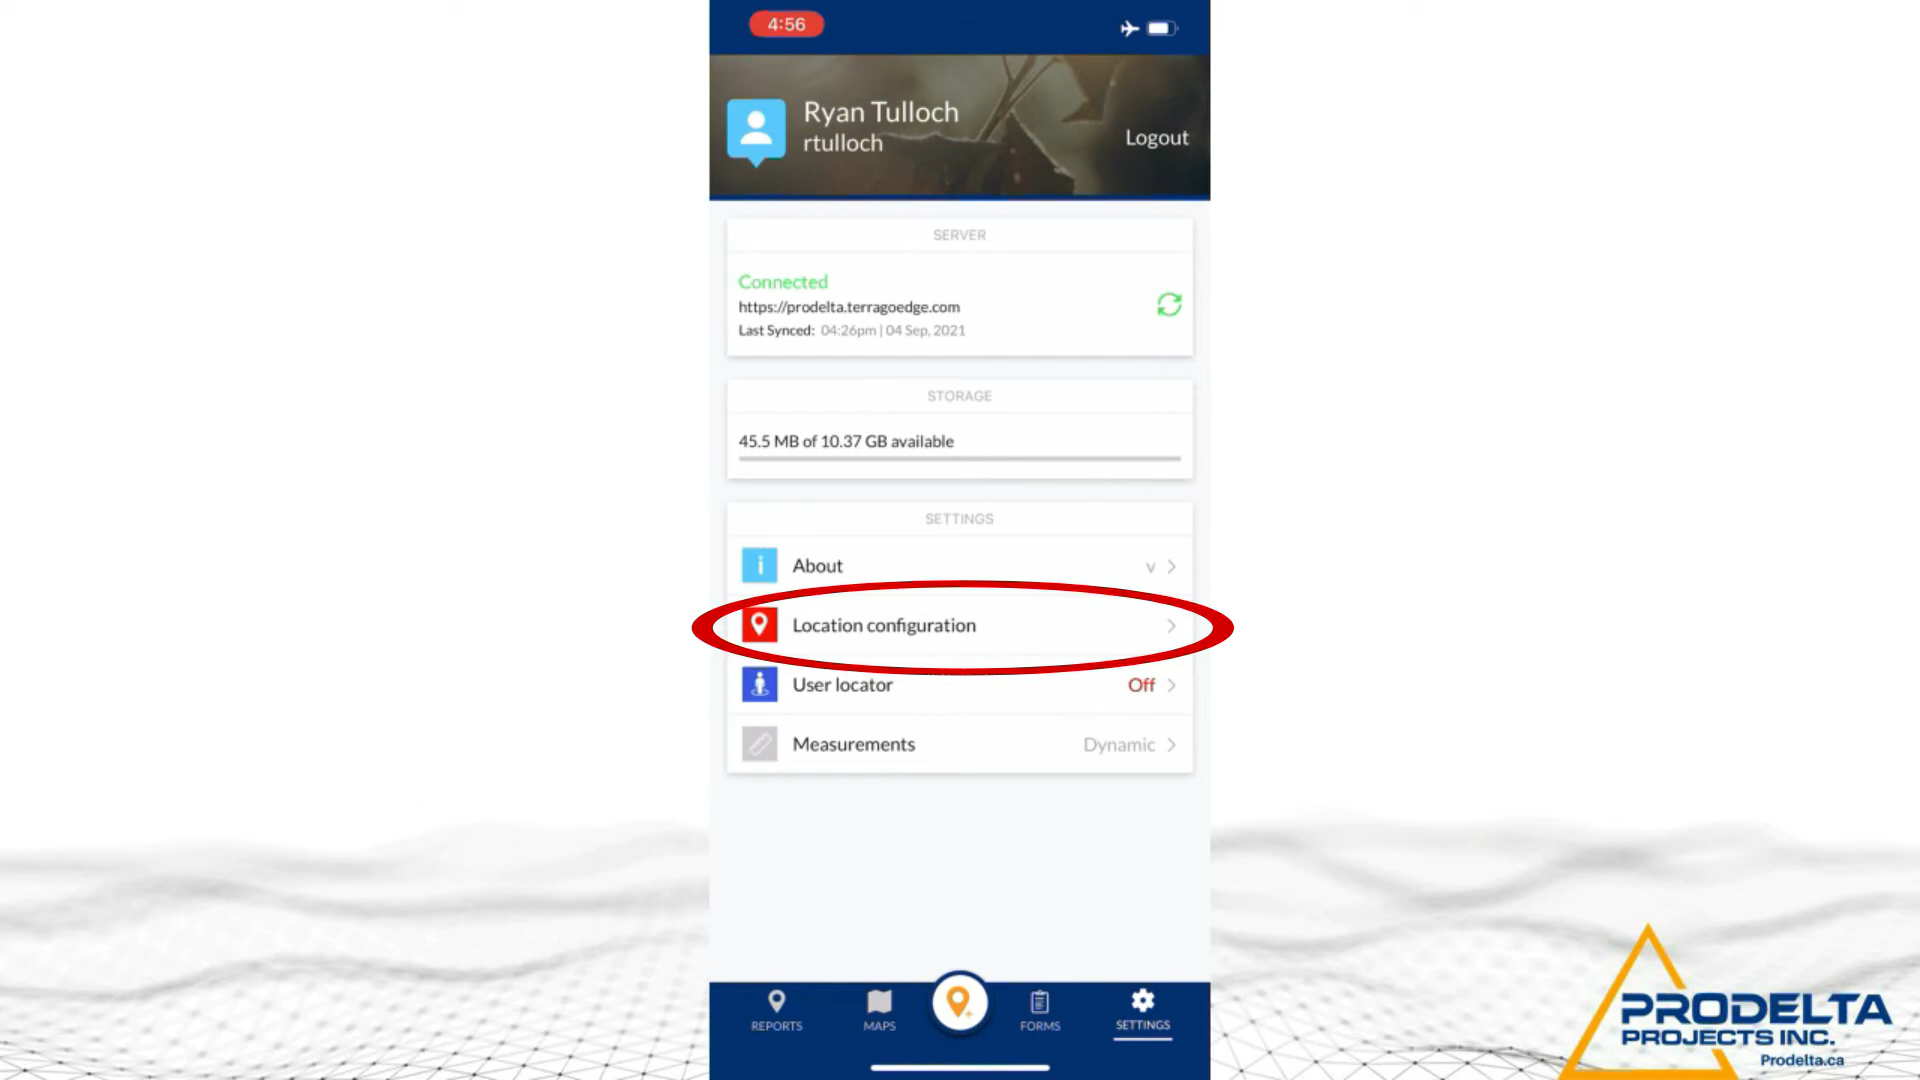 4:56
Ryan Tulloch
rtulloch
Logout
SERVER
Connected
https://prodelta.terragoedge.com
Last Synced: 04:26pm | 04 Sep, 2021
STORAGE
45.5 MB of 10.37 GB available
SETTINGS
About v
Location configuration
User locator Off
Measurements Dynamic
REPORTS MAPS FORMS SETTINGS
PRODELTA
PROJECTS INC.
Prodelta.ca